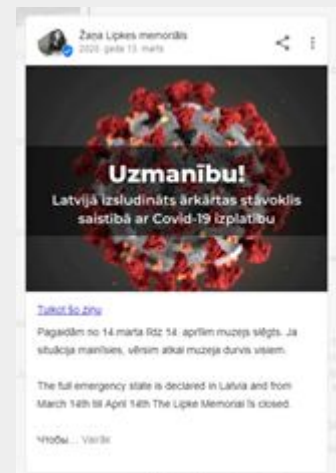 Žaņa Lipkes memoriāls
2020. gada 13. marts
Uzmanību!
Latvijā izsludināts ārkārtas stāvoklis
saistībā ar Covid-19 izplatību
Tulkot šo ziņu
Pagaidām no 14.marta līdz 14. aprīlim muzejs slēgts. Ja
situācija mainīsies, vērsim atkal muzeja durvis visiem.
The full emergency state is declared in Latvia and from
March 14th till April 14th The Lipke Memorial is closed.
Чтобы... Vairāk